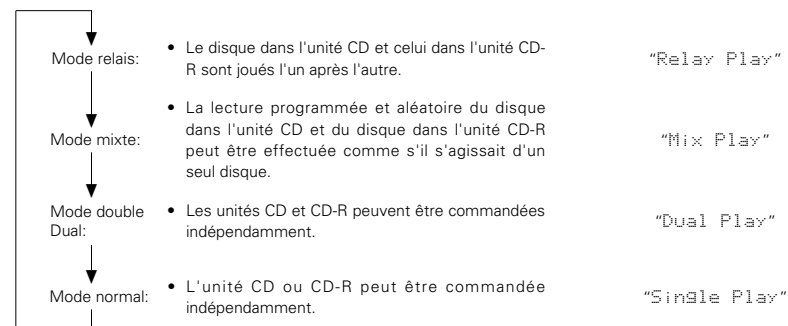 Mode relais:
• Le disque dans l'unité CD et celui dans l'unité CD-
R sont joués l'un après l'autre.
"Relay Play"
Mode mixte:
• La lecture programmée et aléatoire du disque
dans l'unité CD et du disque dans l'unité CD-R
peut être effectuée comme s'il s'agissait d'un
seul disque.
"Mix Play"
Mode double
Dual:
• Les unités CD et CD-R peuvent être commandées
indépendamment.
"Dual Play"
Mode normal:
• L'unité CD ou CD-R peut être commandée
indépendamment.
"Single Play"